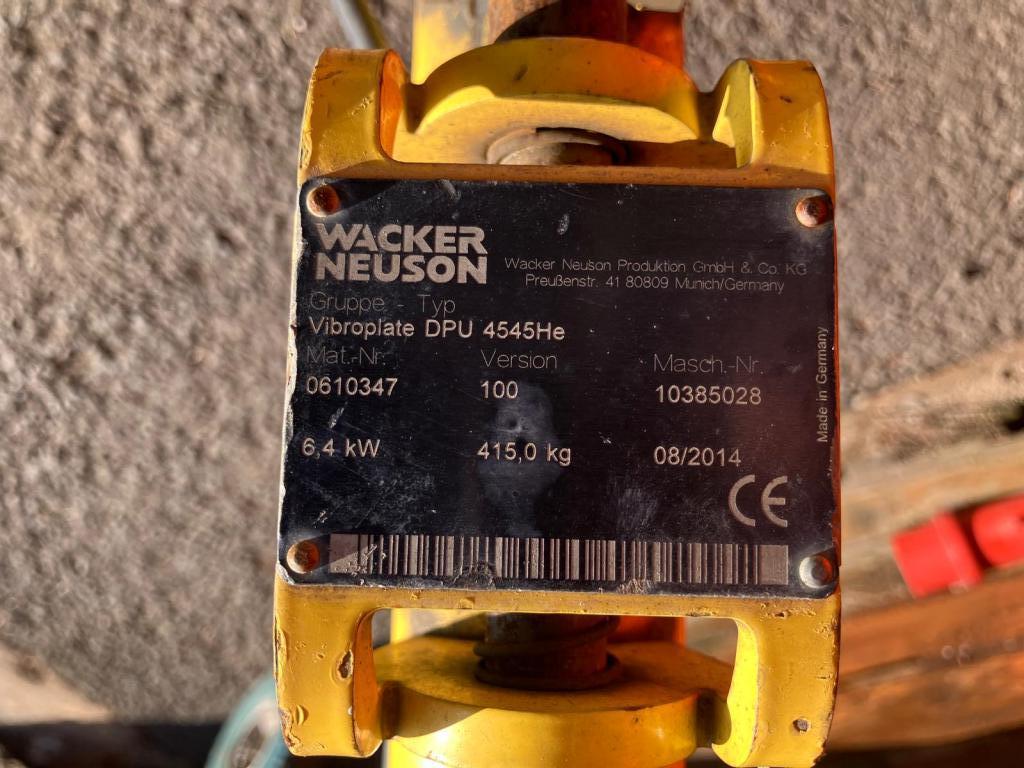 WACKER
NEUSON
Wacker Neuson Produktion GmbH & Co. KG
Preußenstr. 41 80809 Munich/Germany
Gruppe - Typ
Vibroplate DPU 4545He
Mat.-Nr. Version Masch.-Nr.
0610347 100 10385028
6,4 kW 415,0 kg 08/2014
Made in Germany
CE